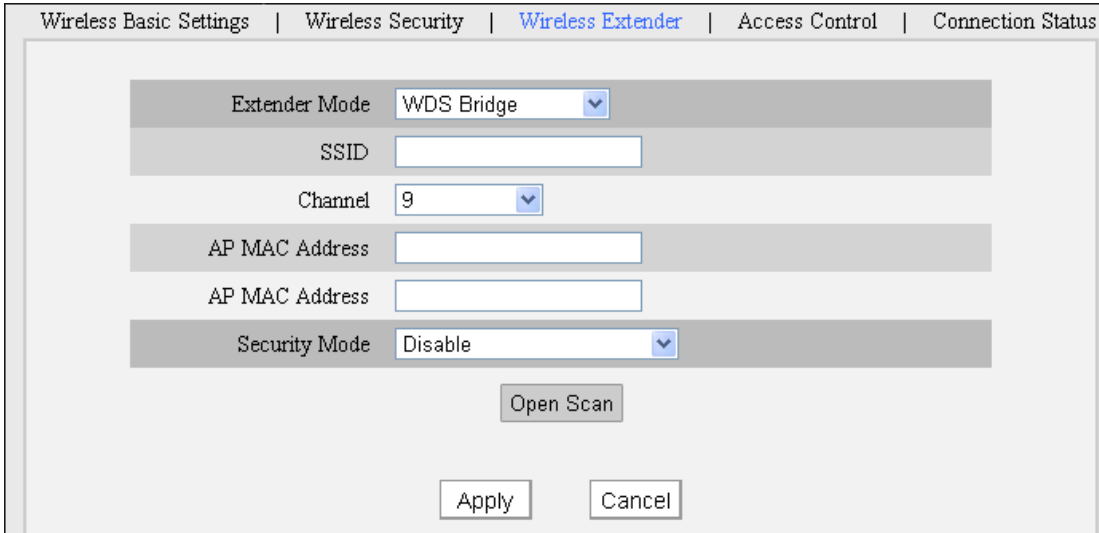 Wireless Basic Settings | Wireless Security | Wireless Extender | Access Control | Connection Status
Extender Mode WDS Bridge
SSID
Channel 9
AP MAC Address
AP MAC Address
Security Mode Disable
Open Scan
Apply Cancel